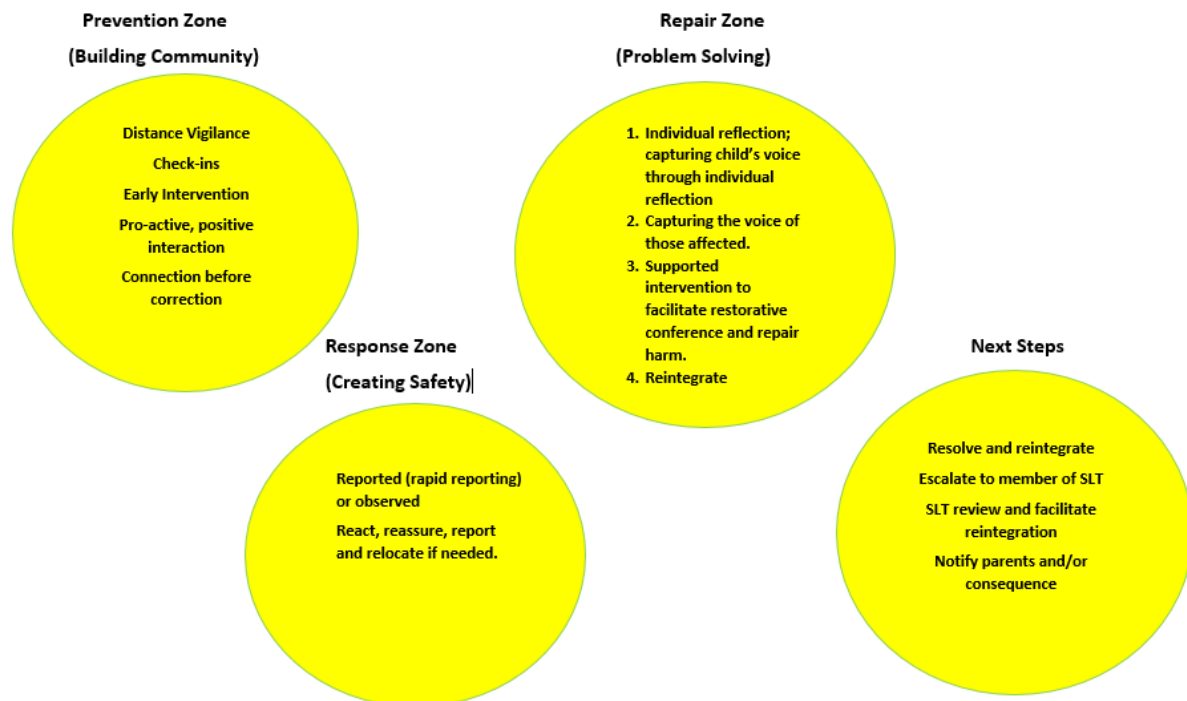 Prevention Zone
(Building Community)
Distance Vigilance
Check-ins
Early Intervention
Pro-active, positive
interaction
Connection before
correction
Response Zone
(Creating Safety)
Reported (rapid reporting)
or observed
React, reassure, report
and relocate if needed.
Repair Zone
(Problem Solving)
1. Individual reflection;
capturing child’s voice
through individual
reflection
2. Capturing the voice of
those affected.
3. Supported
intervention to
facilitate restorative
conference and repair
harm.
4. Reintegrate
Next Steps
Resolve and reintegrate
Escalate to member of SLT
SLT review and facilitate
reintegration
Notify parents and/or
consequence